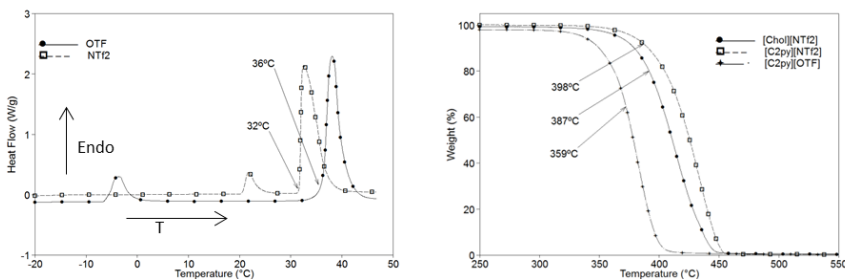 OTF
NTf2
36ºC
32ºC
Endo
T
Heat Flow (W/g)
3
2
1
0
-1
-20
-10
0
10
20
30
40
50
Temperature (°C)
[Chol][NTf2]
[C2py][NTf2]
[C2py][OTF]
398ºC
387ºC
359ºC
Weight (%)
100
80
60
40
20
0
250
300
350
400
450
500
550
Temperature (°C)